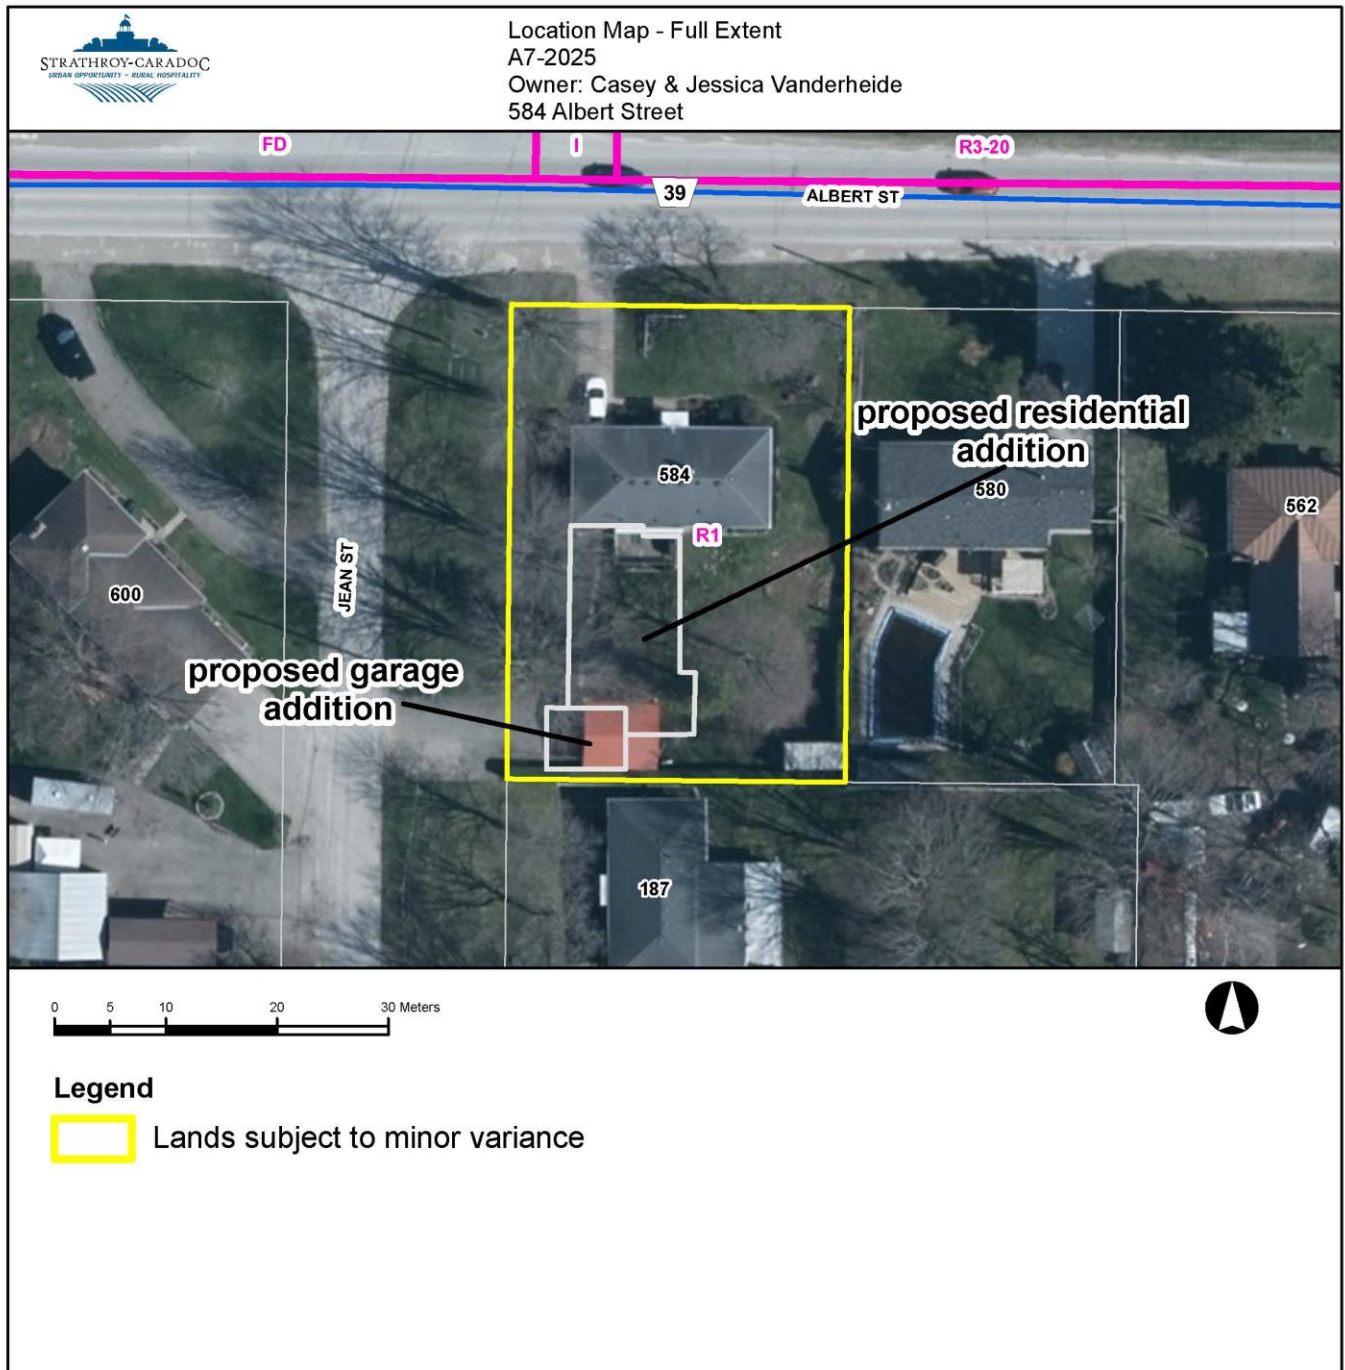 STRATHROY-CARADOC
URBAN OPPORTUNITY - RURAL HOSPITALITY
Location Map - Full Extent
A7-2025
Owner: Casey & Jessica Vanderheide
584 Albert Street
FD
I
R3-20
39
ALBERT ST
proposed residential
addition
584
580
562
R1
JEAN ST
600
proposed garage
addition
187
0 5 10 20 30 Meters
Legend
Lands subject to minor variance